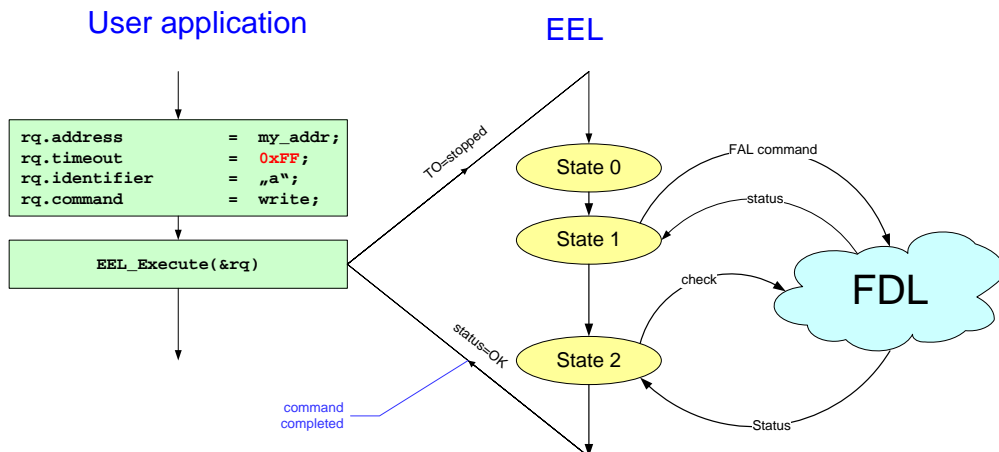 User application
EEL
rq.address = my_addr;
rq.timeout = 0xFF;
rq.identifier = „a“;
rq.command = write;
EEL_Execute(&rq)
TO=stopped
State 0
FAL command
status
State 1
check
FDL
status=OK
State 2
command
completed
Status